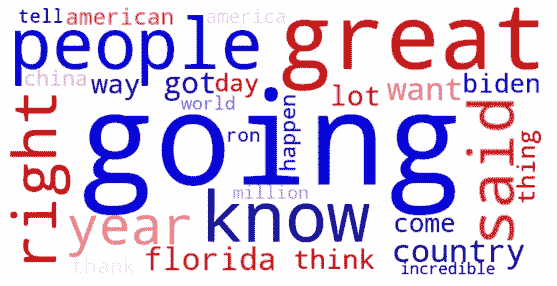 tell american america
people great
china way got day lot want biden
world
right going said
ron happen thing
million
year know come
country
thank florida think incredible